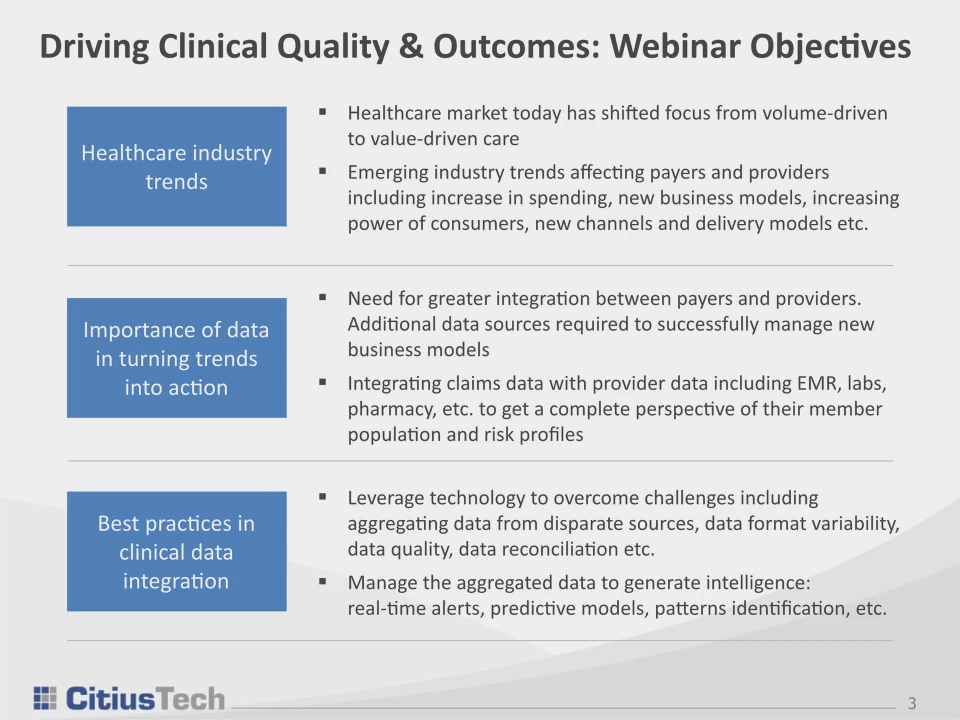 Driving Clinical Quality & Outcomes: Webinar Objectives
Healthcare industry
trends
▪ Healthcare market today has shifted focus from volume-driven
to value-driven care
▪ Emerging industry trends affecting payers and providers
including increase in spending, new business models, increasing
power of consumers, new channels and delivery models etc.
Importance of data
in turning trends
into action
▪ Need for greater integration between payers and providers.
Additional data sources required to successfully manage new
business models
▪ Integrating claims data with provider data including EMR, labs,
pharmacy, etc. to get a complete perspective of their member
population and risk profiles
Best practices in
clinical data
integration
▪ Leverage technology to overcome challenges including
aggregating data from disparate sources, data format variability,
data quality, data reconciliation etc.
▪ Manage the aggregated data to generate intelligence:
real-time alerts, predictive models, patterns identification, etc.
CitiusTech
3